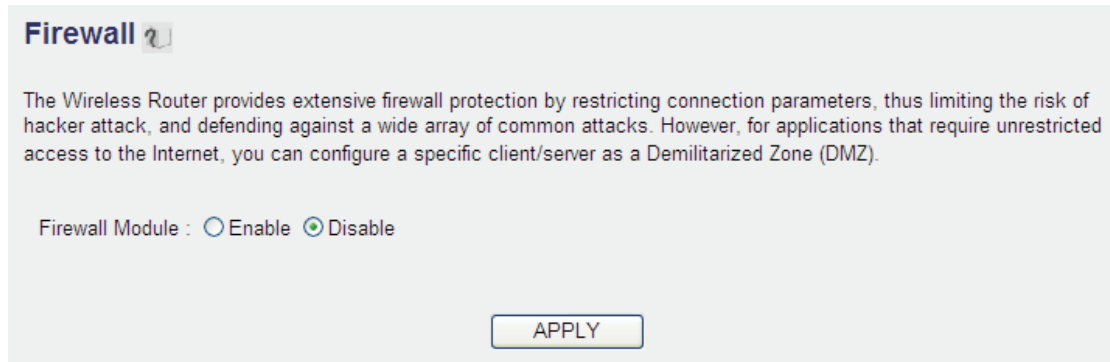 Firewall
The Wireless Router provides extensive firewall protection by restricting connection parameters, thus limiting the risk of
hacker attack, and defending against a wide array of common attacks. However, for applications that require unrestricted
access to the Internet, you can configure a specific client/server as a Demilitarized Zone (DMZ).
Firewall Module : Enable Disable
APPLY